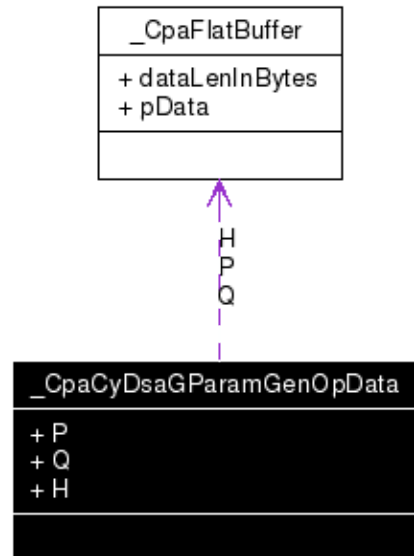 _CpaFlatBuffer
+ dataLenInBytes
+ pData
H
P
Q
_CpaCyDsaGParamGenOpData
+ P
+ Q
+ H